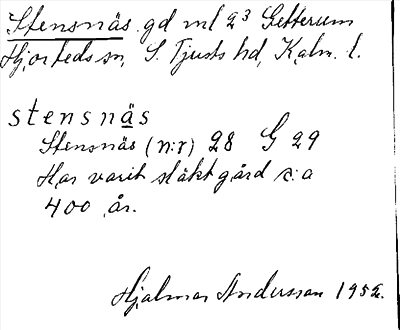 Stensnäs gd ml 2³ Getterum
Hjorteds sn, S. Tjusts hd, Kalm. l.
stensnäs
Stensnäs (n:r) 28 G 29
Har varit släktgård c:a
400 år.
Hjalmar Andersson 1952.